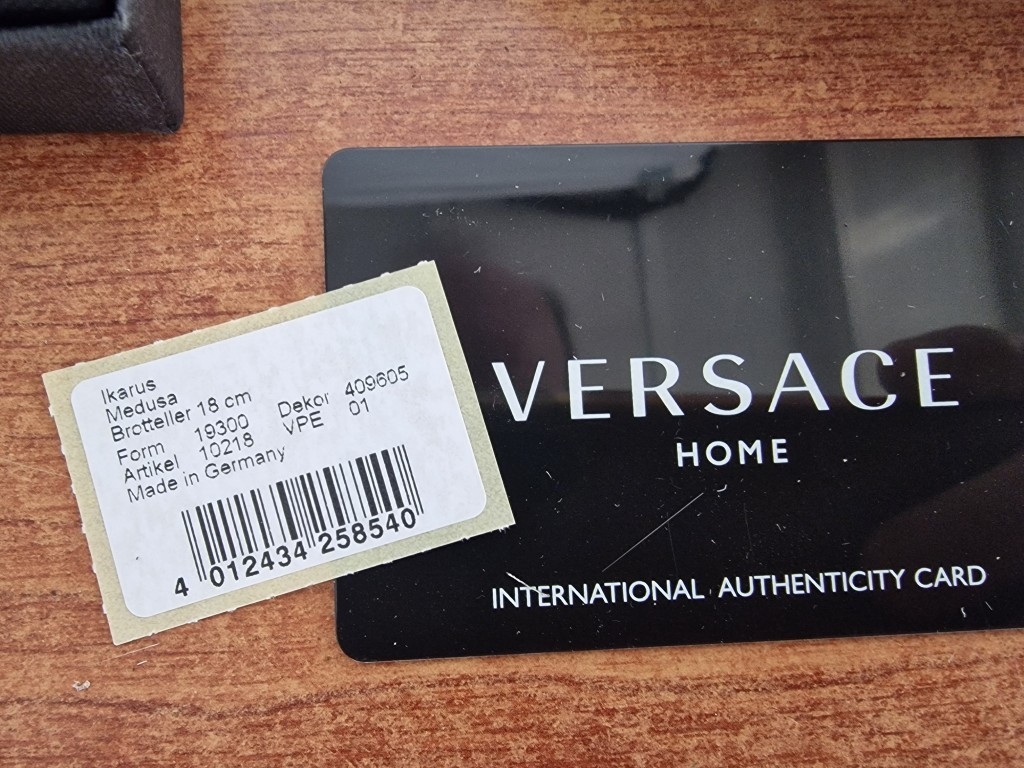 Ikarus
Medusa
Brotteller 18 cm
Form 19300 Dekor 409605
Artikel 10218 VPE 01
Made in Germany
4 012434 258540
VERSACE
HOME
INTERNATIONAL AUTHENTICITY CARD